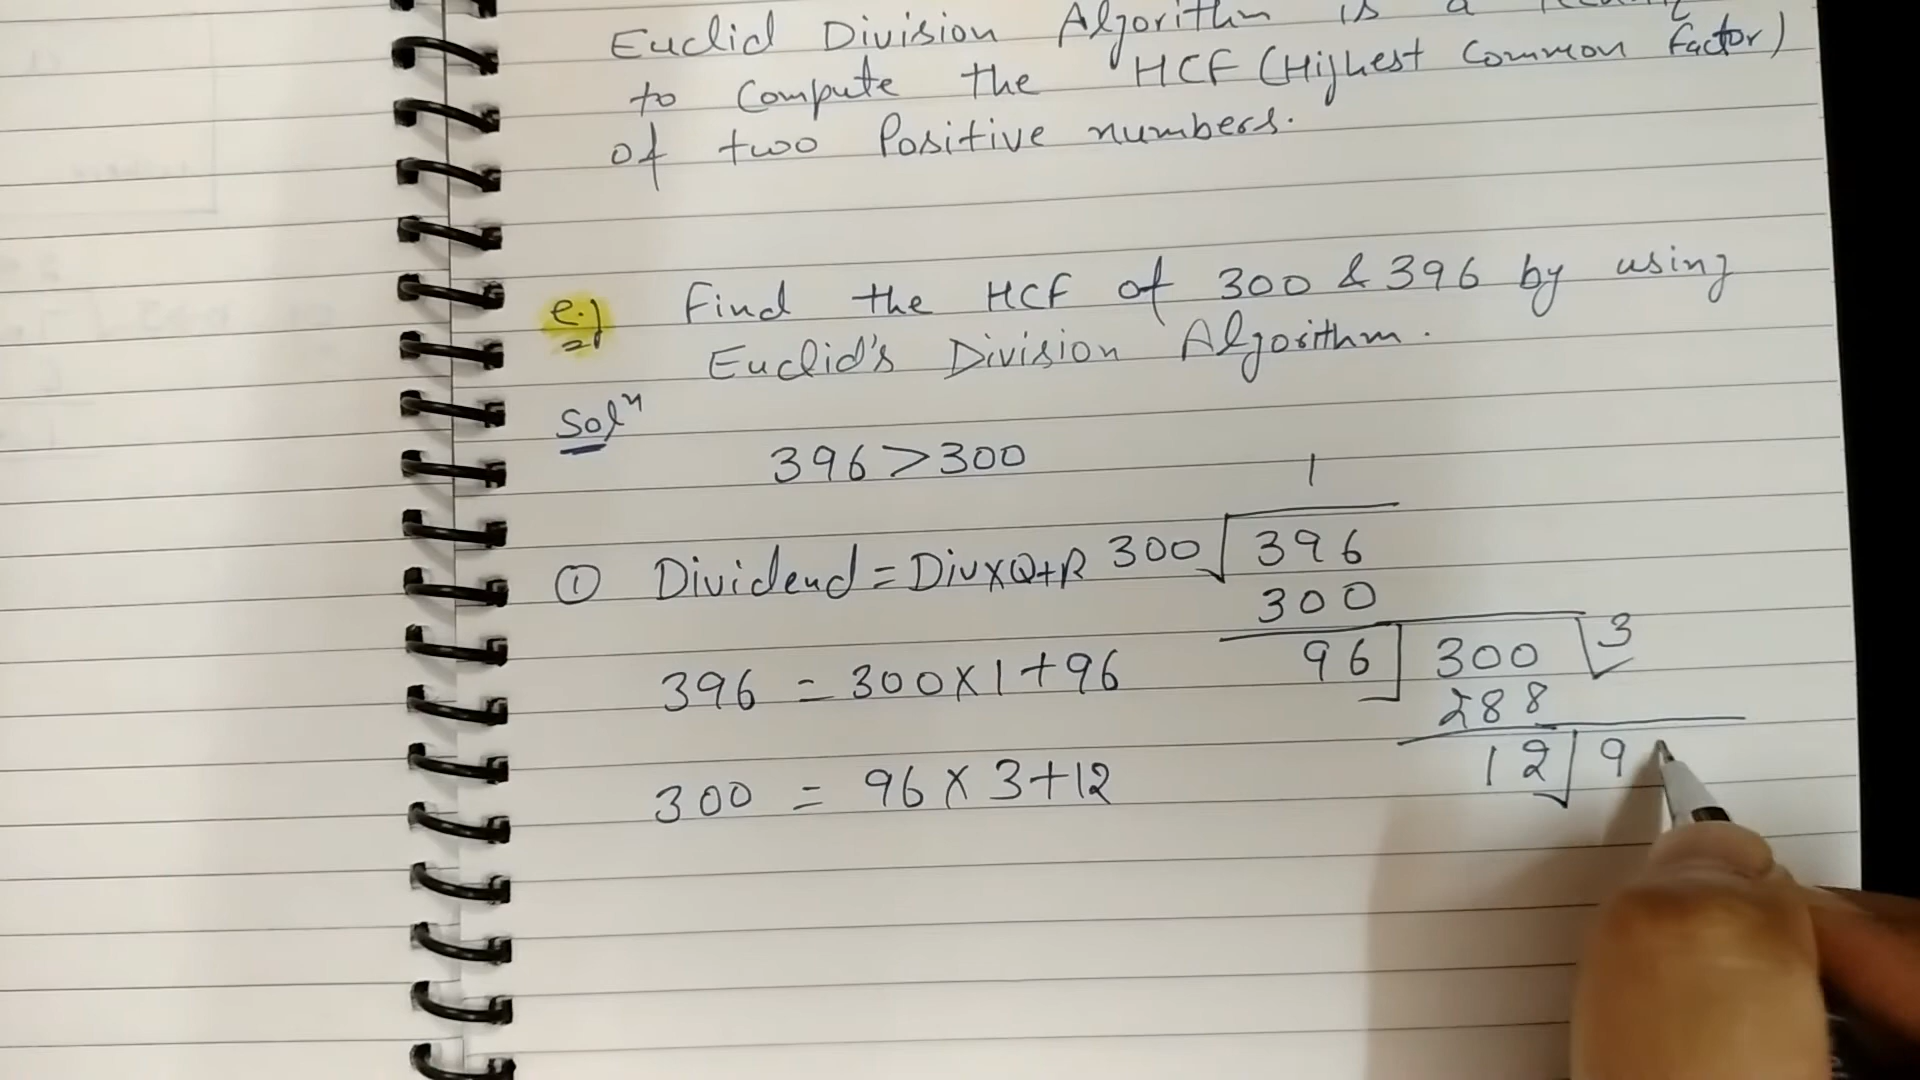 Euclid Division Algorithm is a
to Compute the HCF (Highest Common factor)
of two Positive numbers.
e.g Find the HCF of 300 & 396 by using
Euclid's Division Algorithm.
Solⁿ
396 > 300
1
① Dividend = Div x Q + R 300 396
300
396 = 300 x 1 + 96
96 300 3
288
300 = 96 x 3 + 12
12 9